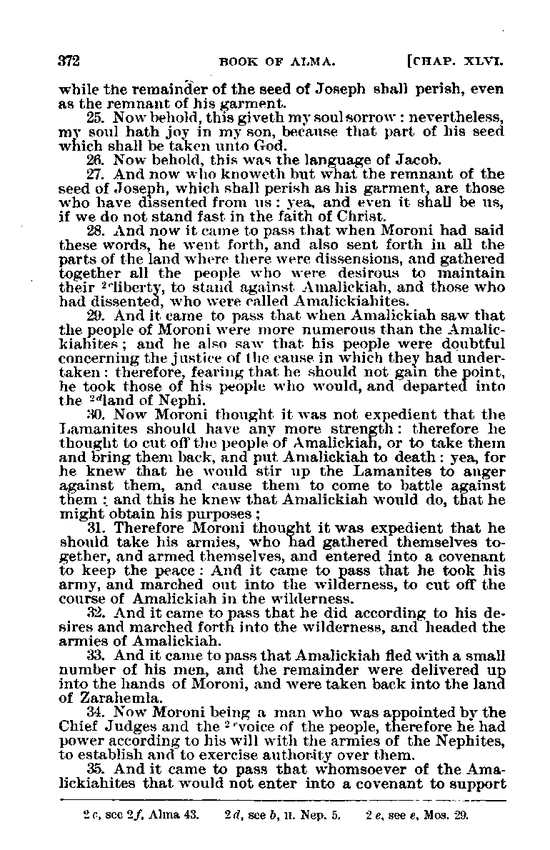 372 BOOK OF ALMA. [CHAP. XLVI.
while the remainder of the seed of Joseph shall perish, even
as the remnant of his garment.
25. Now behold, this giveth my soul sorrow : nevertheless,
my soul hath joy in my son, because that part of his seed
which shall be taken unto God.
26. Now behold, this was the language of Jacob.
27. And now who knoweth but what the remnant of the
seed of Joseph, which shall perish as his garment, are those
who have dissented from us : yea, and even it shall be us,
if we do not stand fast in the faith of Christ.
28. And now it came to pass that when Moroni had said
these words, he went forth, and also sent forth in all the
parts of the land where there were dissensions, and gathered
together all the people who were desirous to maintain
their 2cliberty, to stand against Amalickiah, and those who
had dissented, who were called Amalickiahites.
29. And it came to pass that when Amalickiah saw that
the people of Moroni were more numerous than the Amalic-
kiahites ; and he also saw that his people were doubtful
concerning the justice of the cause in which they had under-
taken : therefore, fearing that he should not gain the point,
he took those of his people who would, and departed into
the 2dland of Nephi.
30. Now Moroni thought it was not expedient that the
Lamanites should have any more strength : therefore he
thought to cut off the people of Amalickiah, or to take them
and bring them back, and put Amalickiah to death : yea, for
he knew that he would stir up the Lamanites to anger
against them, and cause them to come to battle against
them : and this he knew that Amalickiah would do, that he
might obtain his purposes ;
31. Therefore Moroni thought it was expedient that he
should take his armies, who had gathered themselves to-
gether, and armed themselves, and entered into a covenant
to keep the peace : And it came to pass that he took his
army, and marched out into the wilderness, to cut off the
course of Amalickiah in the wilderness.
32. And it came to pass that he did according to his de-
sires and marched forth into the wilderness, and headed the
armies of Amalickiah.
33. And it came to pass that Amalickiah fled with a small
number of his men, and the remainder were delivered up
into the hands of Moroni, and were taken back into the land
of Zarahemla.
34. Now Moroni being a man who was appointed by the
Chief Judges and the 2evoice of the people, therefore he had
power according to his will with the armies of the Nephites,
to establish and to exercise authority over them.
35. And it came to pass that whomsoever of the Ama-
lickiahites that would not enter into a covenant to support
2 c, see 2f, Alma 43. 2 d, see b, II. Nep. 5. 2 e, see e, Mos. 29.